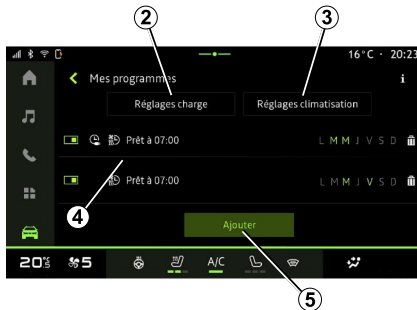 2 3
16°C · 20:23
Mes programmes i
Réglages charge Réglages climatisation
Prêt à 07:00 L M M J V S D
Prêt à 07:00 L M M J V S D
4
Ajouter
20.5 5 A/C
5